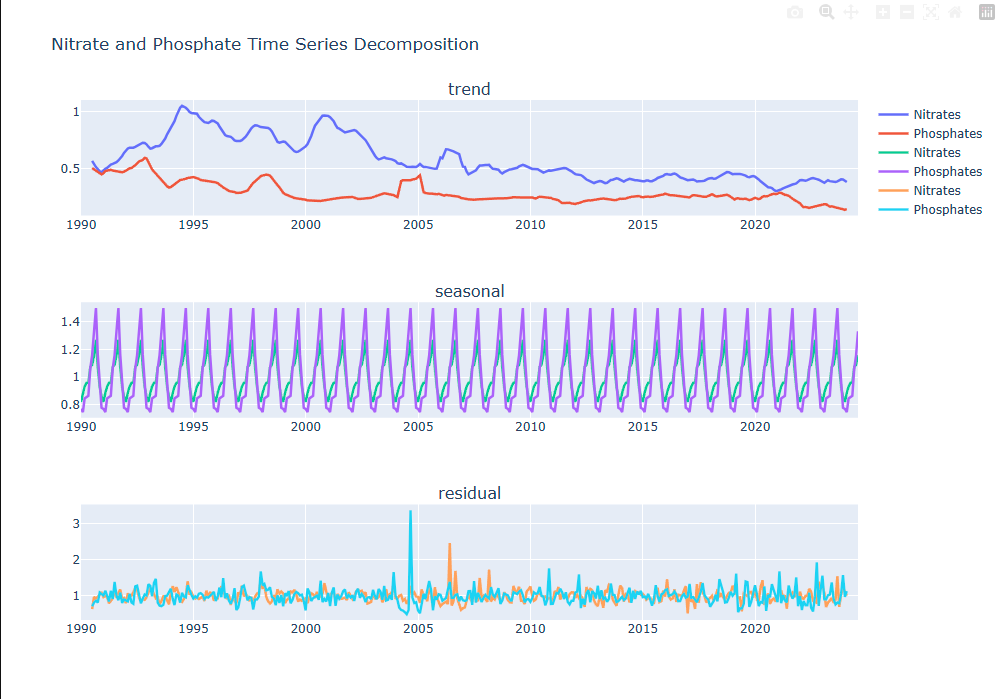 Nitrate and Phosphate Time Series Decomposition
trend
1
0.5
1990 1995 2000 2005 2010 2015 2020
Nitrates
Phosphates
Nitrates
Phosphates
Nitrates
Phosphates
seasonal
1.4
1.2
1
0.8
1990 1995 2000 2005 2010 2015 2020
residual
3
2
1
1990 1995 2000 2005 2010 2015 2020